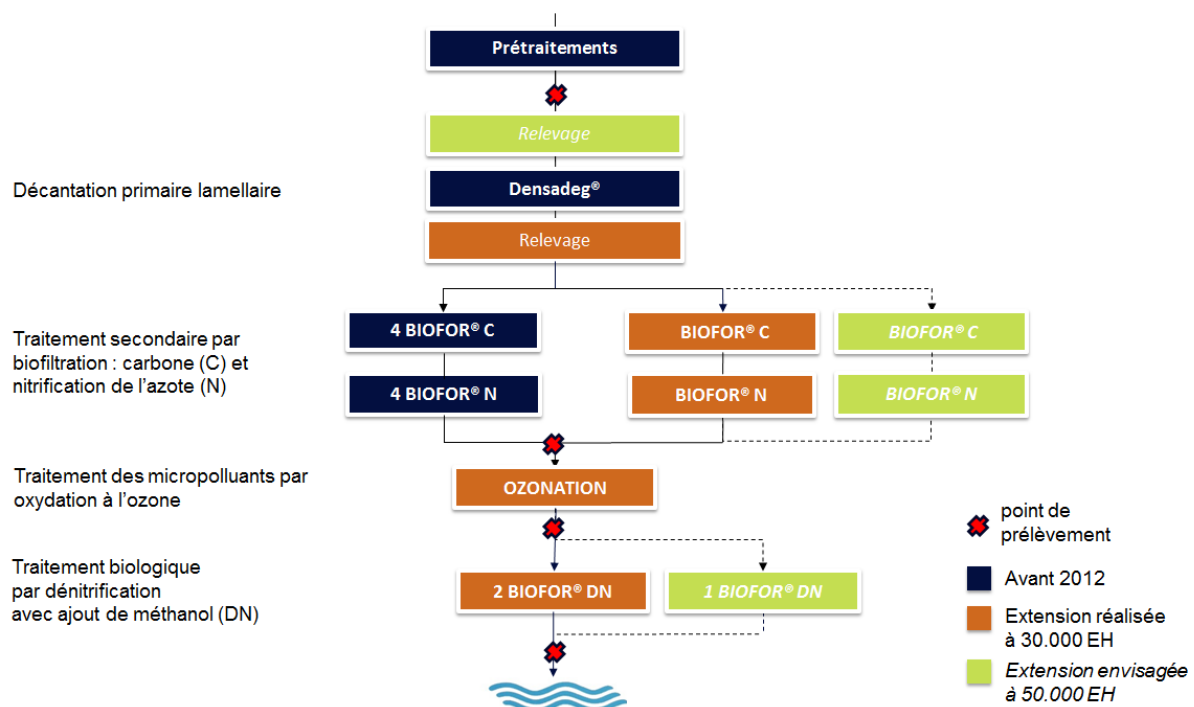 Prétraitements
Relevage
Décantation primaire lamellaire
Densadeg®
Relevage
4 BIOFOR® C
BIOFOR® C
BIOFOR® C
Traitement secondaire par
biofiltration : carbone (C) et
nitrification de l'azote (N)
4 BIOFOR® N
BIOFOR® N
BIOFOR® N
Traitement des micropolluants par
oxydation à l'ozone
OZONATION
point de
prélèvement
Traitement biologique
par dénitrification
avec ajout de méthanol (DN)
2 BIOFOR® DN
1 BIOFOR® DN
Avant 2012
Extension réalisée
à 30.000 EH
Extension envisagée
à 50.000 EH